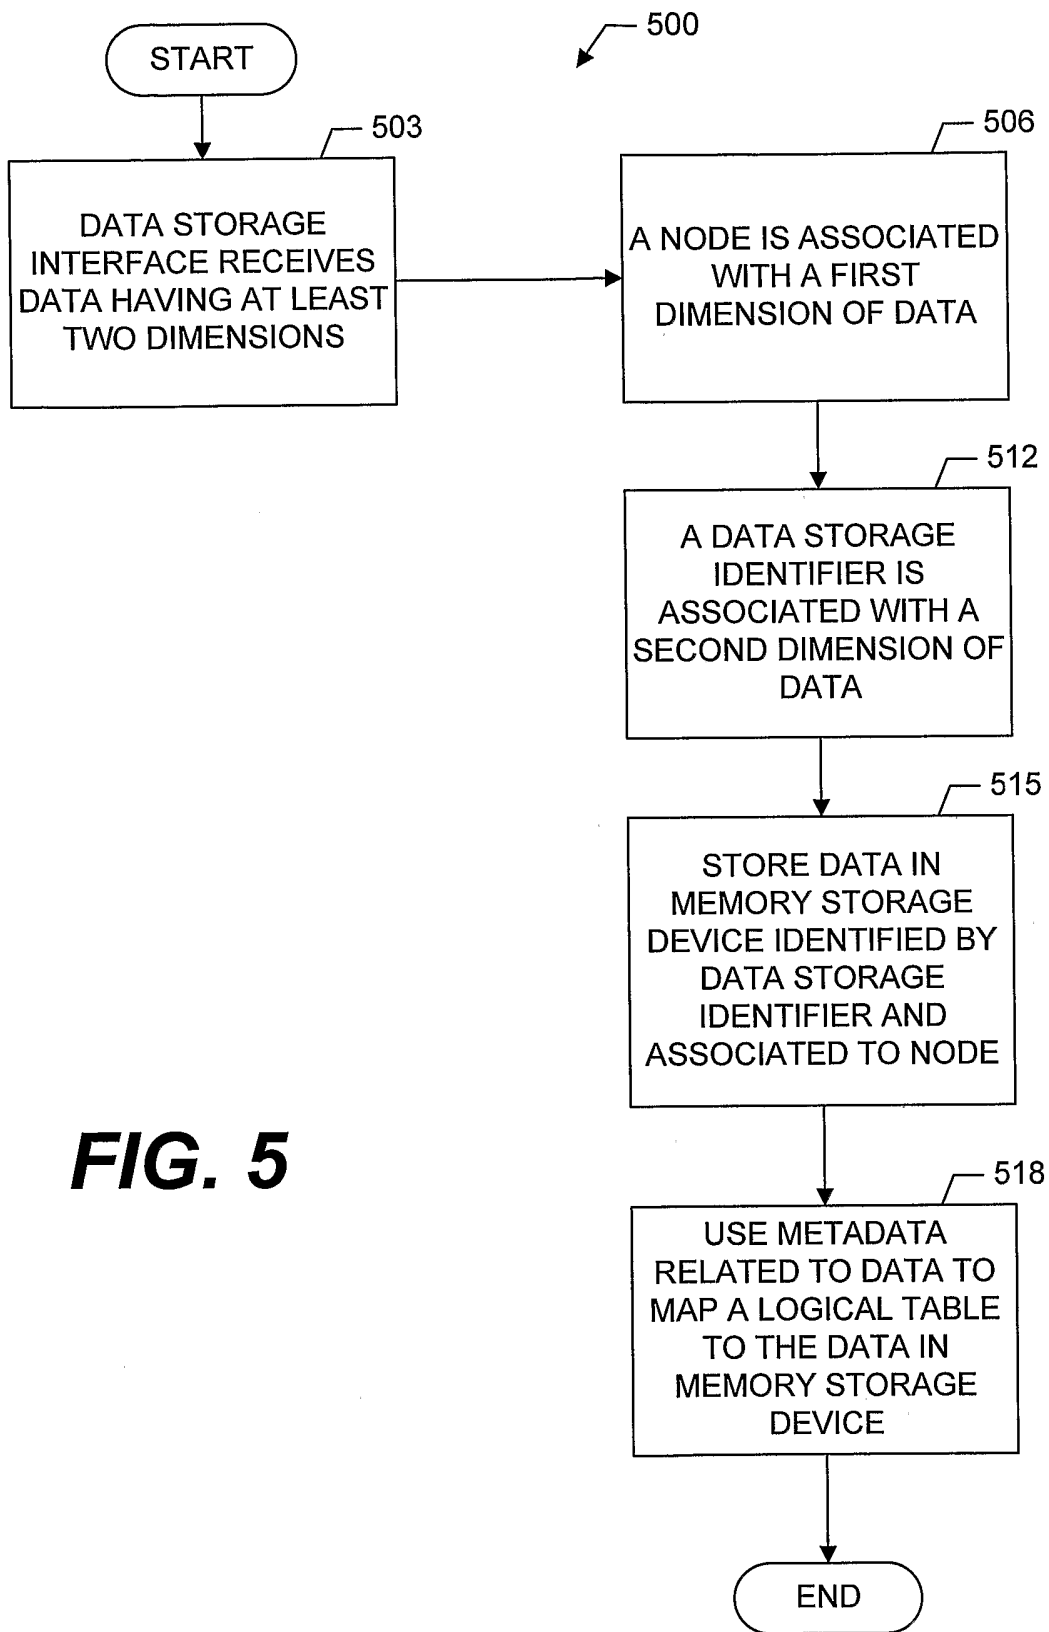 START
500
503
DATA STORAGE
INTERFACE RECEIVES
DATA HAVING AT LEAST
TWO DIMENSIONS
506
A NODE IS ASSOCIATED
WITH A FIRST
DIMENSION OF DATA
512
A DATA STORAGE
IDENTIFIER IS
ASSOCIATED WITH A
SECOND DIMENSION OF
DATA
515
STORE DATA IN
MEMORY STORAGE
DEVICE IDENTIFIED BY
DATA STORAGE
IDENTIFIER AND
ASSOCIATED TO NODE
518
USE METADATA
RELATED TO DATA TO
MAP A LOGICAL TABLE
TO THE DATA IN
MEMORY STORAGE
DEVICE
END
FIG. 5